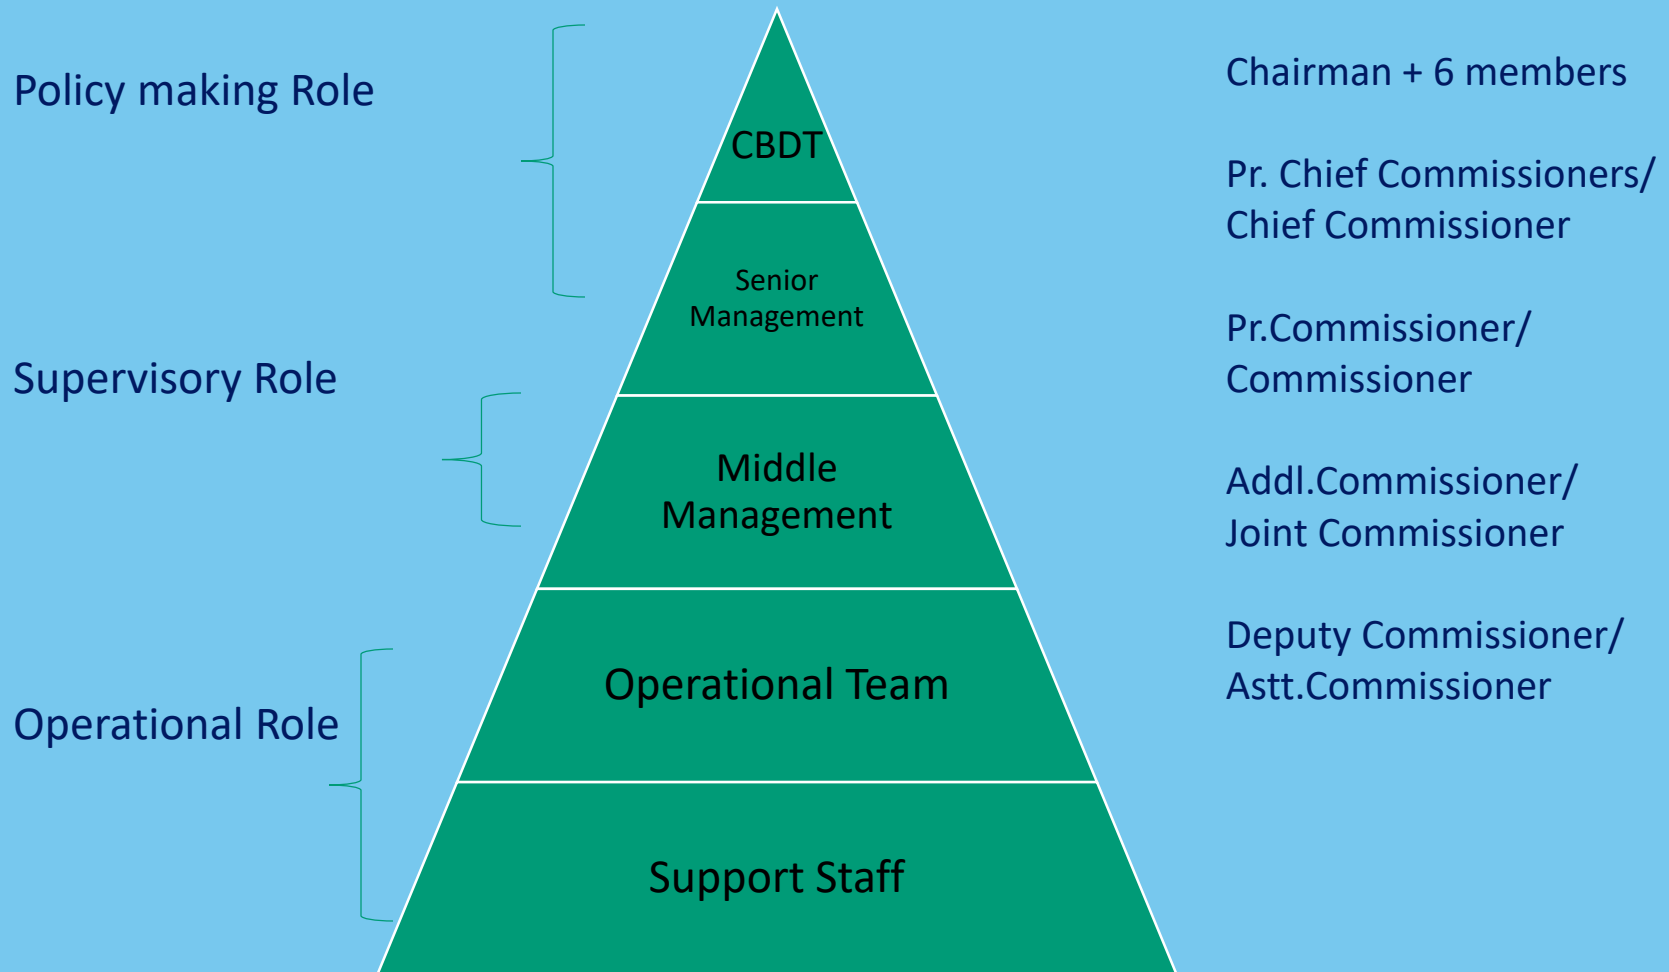 Policy making Role
Supervisory Role
Operational Role
CBDT
Senior
Management
Middle
Management
Operational Team
Support Staff
Chairman + 6 members
Pr. Chief Commissioners/
Chief Commissioner
Pr.Commissioner/
Commissioner
Addl.Commissioner/
Joint Commissioner
Deputy Commissioner/
Astt.Commissioner